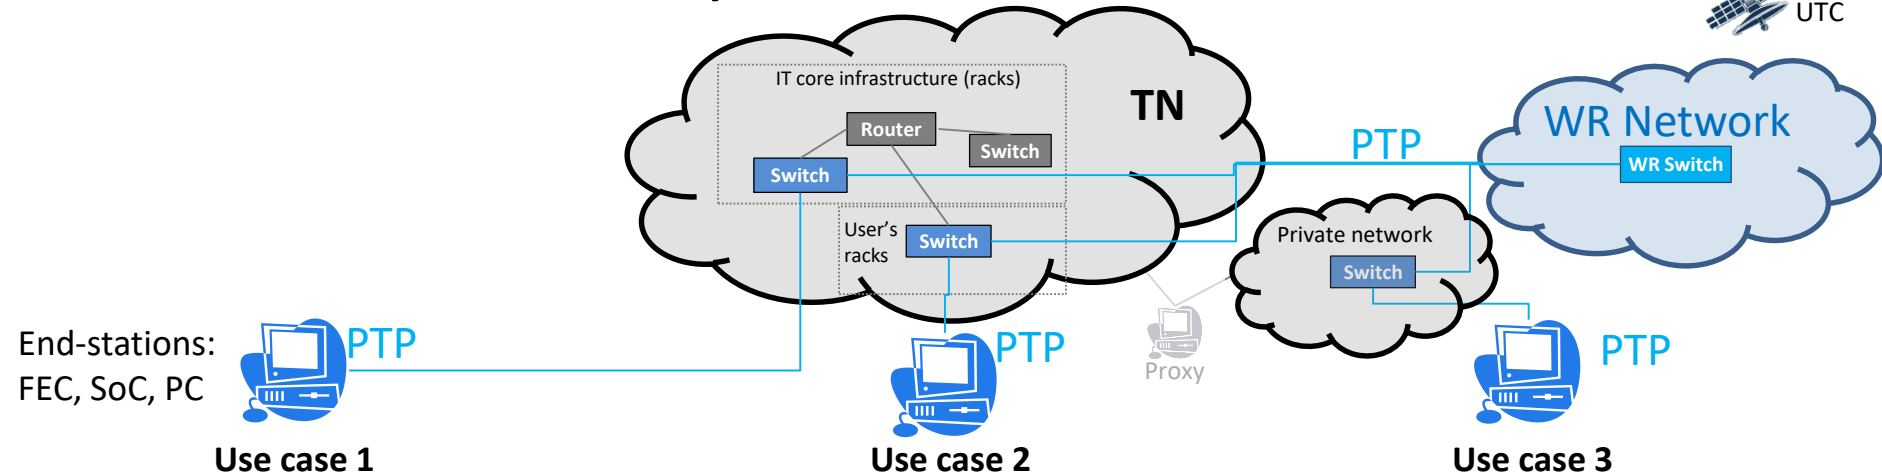 UTC
IT core infrastructure (racks)
TN
Router
Switch
Switch
PTP
WR Network
WR Switch
User's
racks
Switch
Private network
Switch
End-stations:
FEC, SoC, PC
PTP
PTP
Proxy
PTP
Use case 1
Use case 2
Use case 3